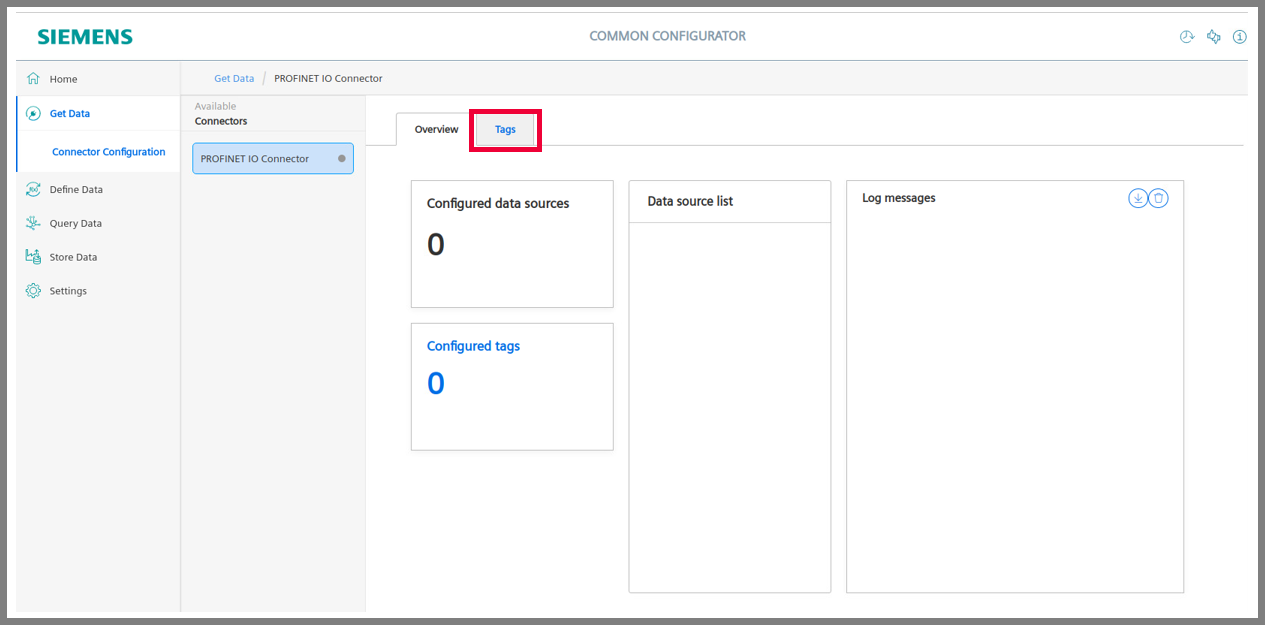 SIEMENS
COMMON CONFIGURATOR
Home
Get Data
Connector Configuration
Define Data
Query Data
Store Data
Settings
Get Data / PROFINET IO Connector
Available
Connectors
PROFINET IO Connector
Overview
Tags
Configured data sources
0
Configured tags
0
Data source list
Log messages